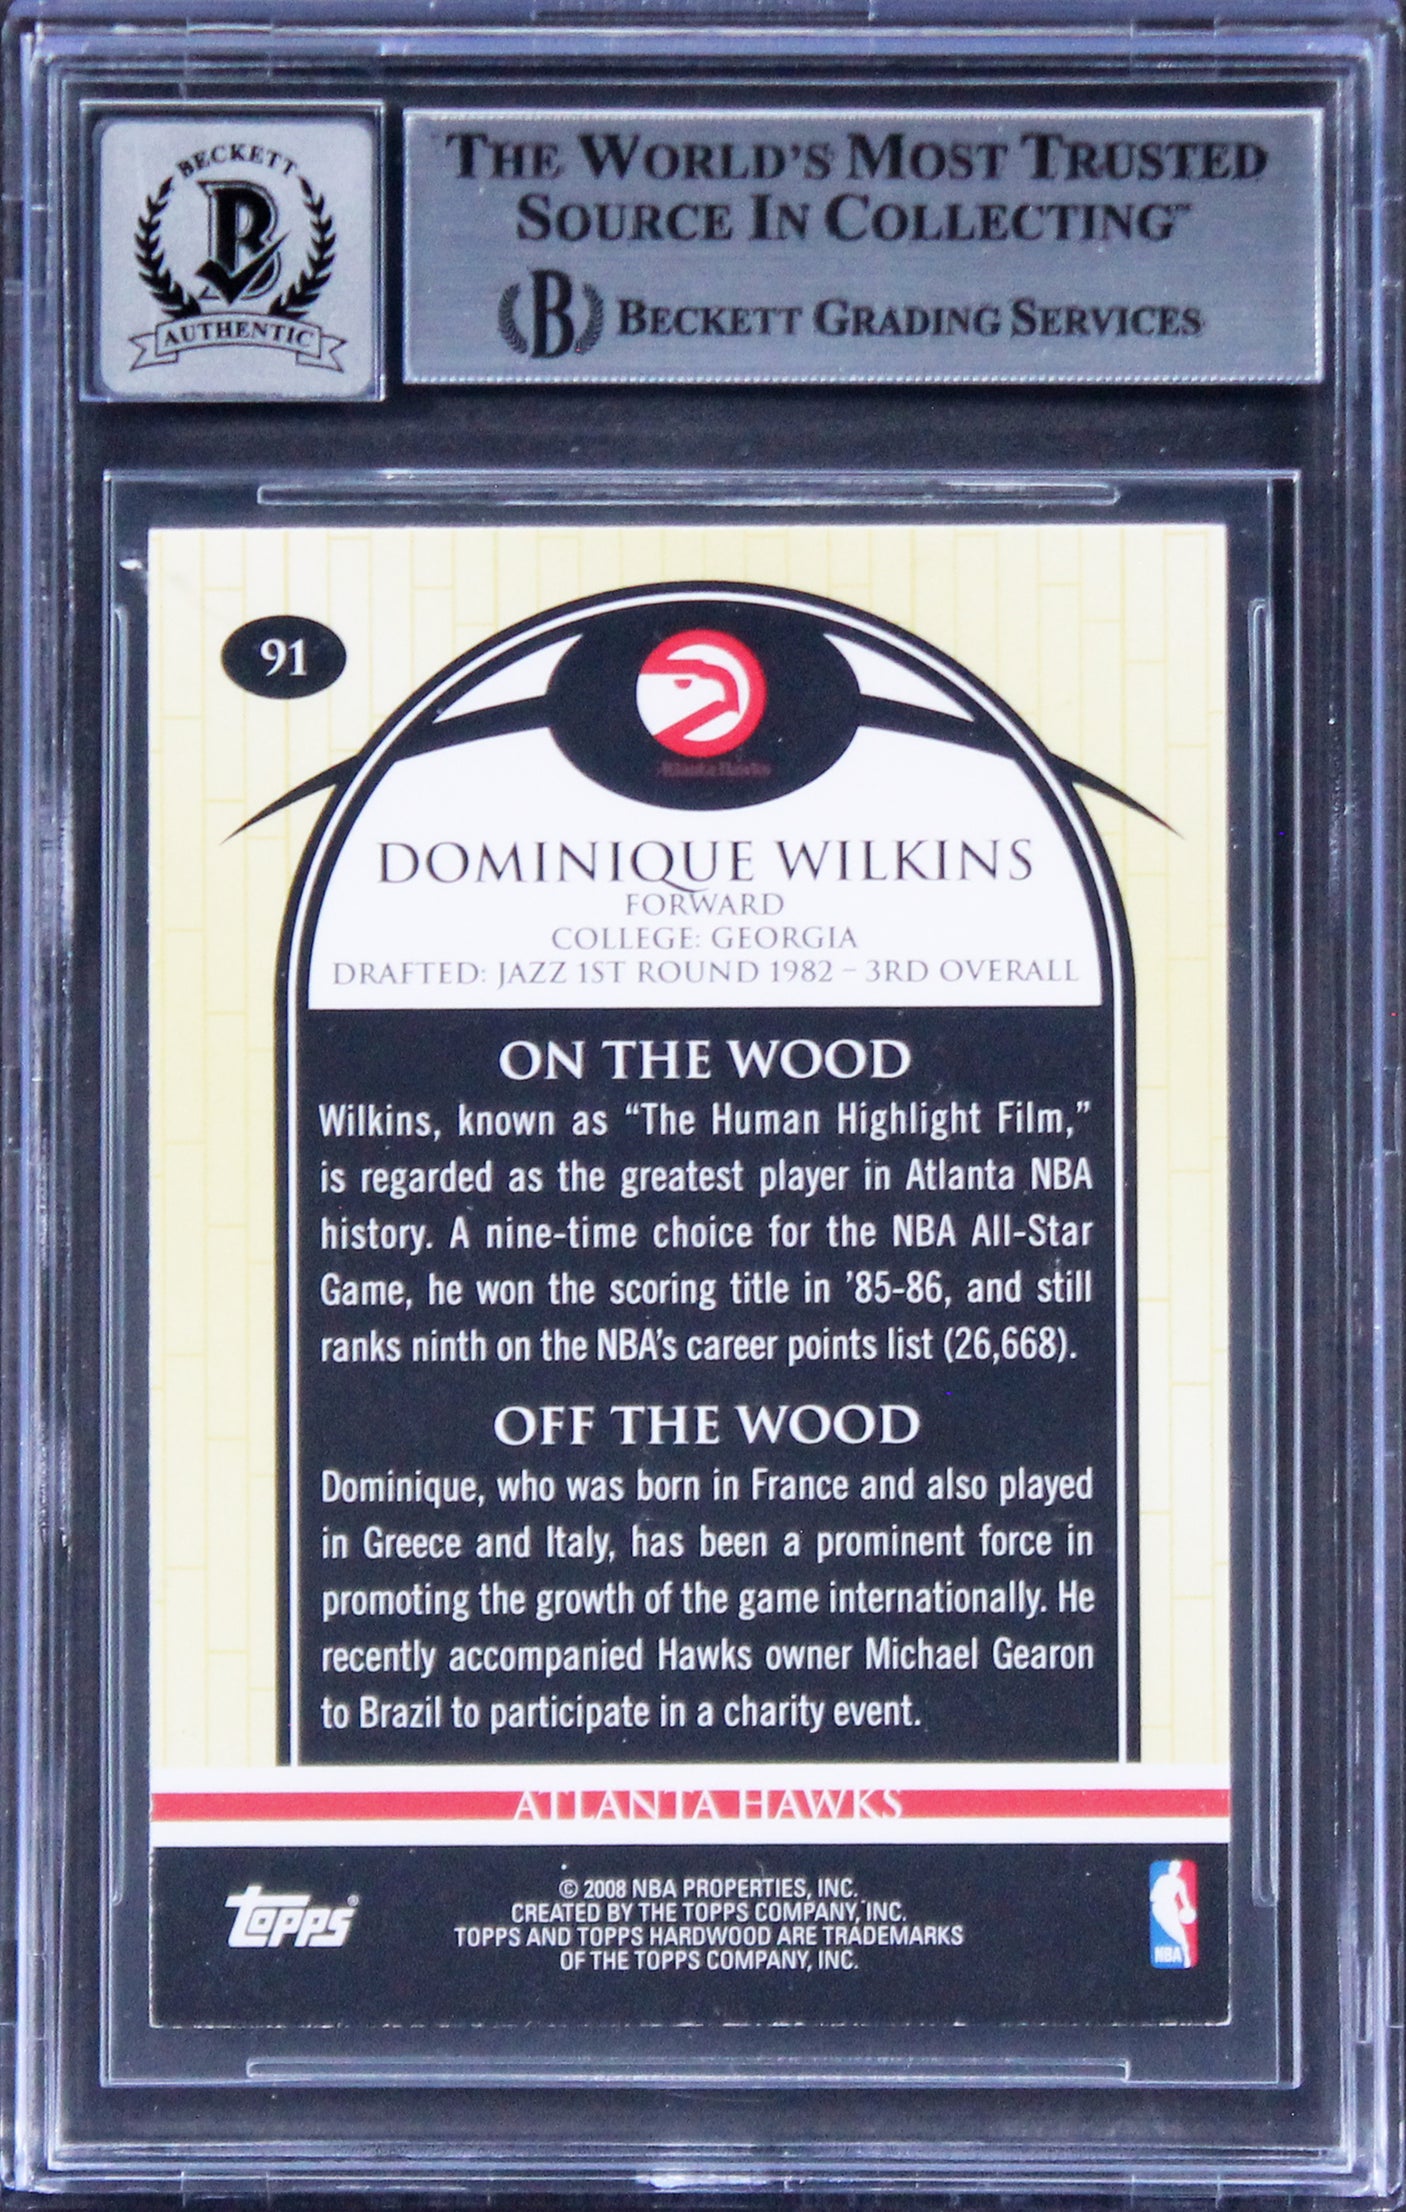 BECKETT
B
AUTHENTIC
"THE WORLD'S MOST TRUSTED
SOURCE IN COLLECTING™
B BECKETT GRADING SERVICES
91
Atlanta Hawks
DOMINIQUE WILKINS
FORWARD
COLLEGE: GEORGIA
DRAFTED: JAZZ 1ST ROUND 1982 – 3RD OVERALL
ON THE WOOD
Wilkins, known as “The Human Highlight Film,”
is regarded as the greatest player in Atlanta NBA
history. A nine-time choice for the NBA All-Star
Game, he won the scoring title in ’85-86, and still
ranks ninth on the NBA’s career points list (26,668).
OFF THE WOOD
Dominique, who was born in France and also played
in Greece and Italy, has been a prominent force in
promoting the growth of the game internationally. He
recently accompanied Hawks owner Michael Gearon
to Brazil to participate in a charity event.
ATLANTA HAWKS
Topps®
© 2008 NBA PROPERTIES, INC.
CREATED BY THE TOPPS COMPANY, INC.
TOPPS AND TOPPS HARDWOOD ARE TRADEMARKS
OF THE TOPPS COMPANY, INC.
NBA